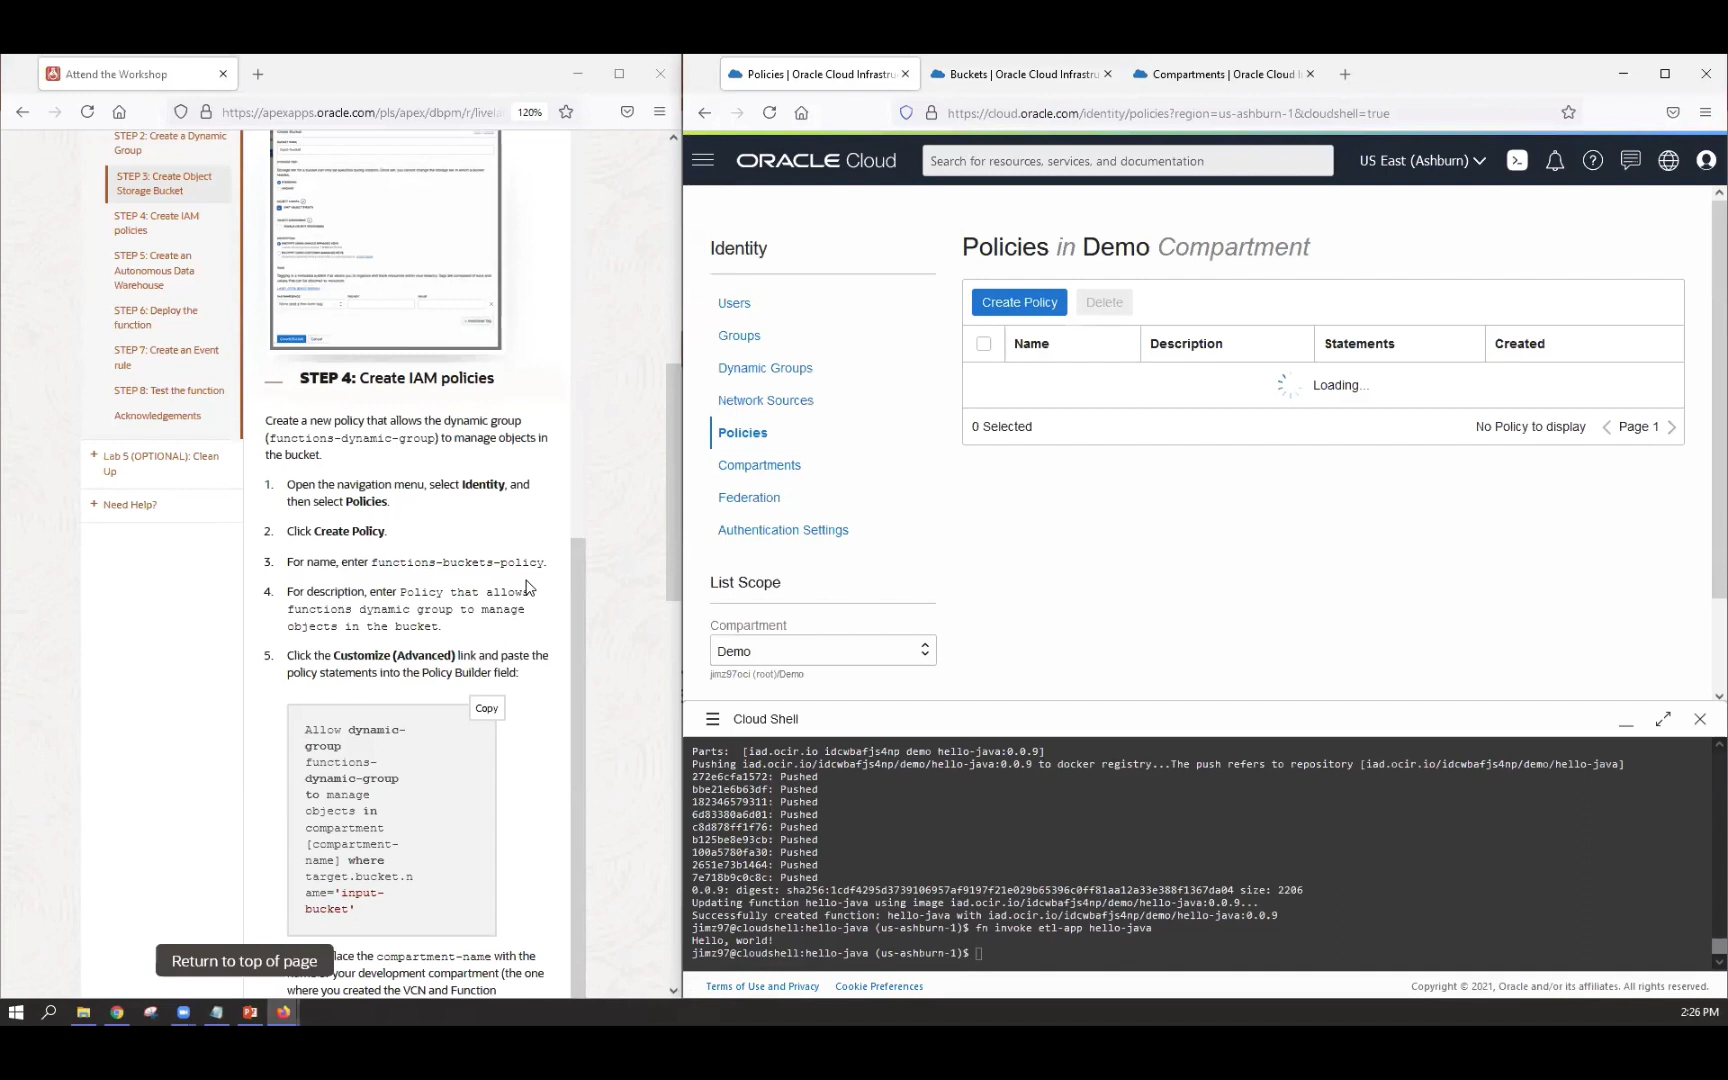 Attend the Workshop
https://apexapps.oracle.com/pls/apex/dbpm/r/livela
120%
STEP 2: Create a Dynamic
Group
STEP 3: Create Object
Storage Bucket
STEP 4: Create IAM
policies
STEP 5: Create an
Autonomous Data
Warehouse
STEP 6: Deploy the
function
STEP 7: Create an Event
rule
STEP 8: Test the function
Acknowledgements
+ Lab 5 (OPTIONAL): Clean
Up
+ Need Help?
STEP 4: Create IAM policies
Create a new policy that allows the dynamic group
(functions-dynamic-group) to manage objects in
the bucket.
1. Open the navigation menu, select Identity, and
then select Policies.
2. Click Create Policy.
3. For name, enter functions-buckets-policy.
4. For description, enter Policy that allows
functions dynamic group to manage
objects in the bucket.
5. Click the Customize (Advanced) link and paste the
policy statements into the Policy Builder field:
Copy
Allow dynamic-
group
functions-
dynamic-group
to manage
objects in
compartment
[compartment-
name] where
target.bucket.n
ame='input-
bucket'
lace the compartment-name with the
of your development compartment (the one
where you created the VCN and Function
Return to top of page
Policies | Oracle Cloud Infrastru
Buckets | Oracle Cloud Infrastru
Compartments | Oracle Cloud I
https://cloud.oracle.com/identity/policies?region=us-ashburn-1&cloudshell=true
ORACLE Cloud
Search for resources, services, and documentation
US East (Ashburn)
Identity
Users
Groups
Dynamic Groups
Network Sources
Policies
Compartments
Federation
Authentication Settings
List Scope
Compartment
Demo
jimz97oci (root)/Demo
Policies in Demo Compartment
Create Policy
Delete
Name Description Statements Created
Loading...
0 Selected
No Policy to display
Page 1
Cloud Shell
Parts: [iad.ocir.io idcwbafjs4np demo hello-java:0.0.9]
Pushing iad.ocir.io/idcwbafjs4np/demo/hello-java:0.0.9 to docker registry...The push refers to repository [iad.ocir.io/idcwbafjs4np/demo/hello-java]
272e6cfa1572: Pushed
bbe21e6b63df: Pushed
182346579311: Pushed
6d83380a6d01: Pushed
c8d878ff1f76: Pushed
b125be8e93cb: Pushed
100a5780fa30: Pushed
2651e73b1464: Pushed
7e718b9c0c8c: Pushed
0.0.9: digest: sha256:1cdf4295d3739106957af9197f21e029b65396c0ff81aa12a33e388f1367da04 size: 2206
Updating function hello-java using image iad.ocir.io/idcwbafjs4np/demo/hello-java:0.0.9...
Successfully created function: hello-java with iad.ocir.io/idcwbafjs4np/demo/hello-java:0.0.9
jimz97@cloudshell:hello-java (us-ashburn-1)$ fn invoke etl-app hello-java
Hello, world!
jimz97@cloudshell:hello-java (us-ashburn-1)$
Terms of Use and Privacy
Cookie Preferences
Copyright © 2021, Oracle and/or its affiliates. All rights reserved.
2:26 PM